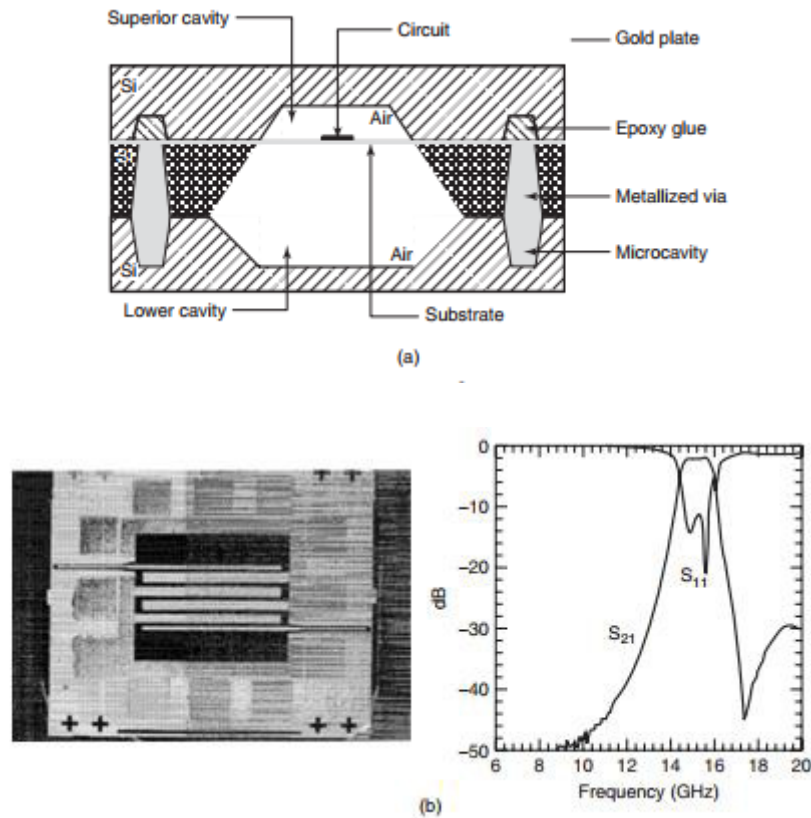 Superior cavity
Circuit
Gold plate
Si
Air
Epoxy glue
Metallized via
Air
Microcavity
Si
Lower cavity
Substrate
(a)
0
−10
−20
−30
−40
−50
dB
S11
S21
6 8 10 12 14 16 18 20
Frequency (GHz)
(b)